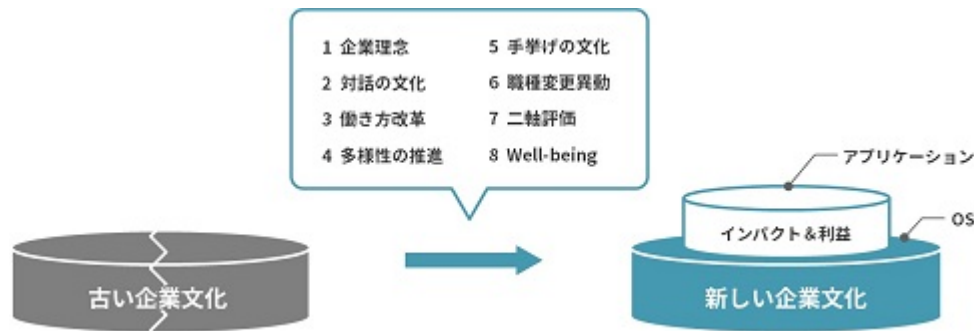 1 企業理念
2 対話の文化
3 働き方改革
4 多様性の推進
5 手挙げの文化
6 職種変更異動
7 二軸評価
8 Well-being
古い企業文化
アプリケーション
OS
インパクト＆利益
新しい企業文化